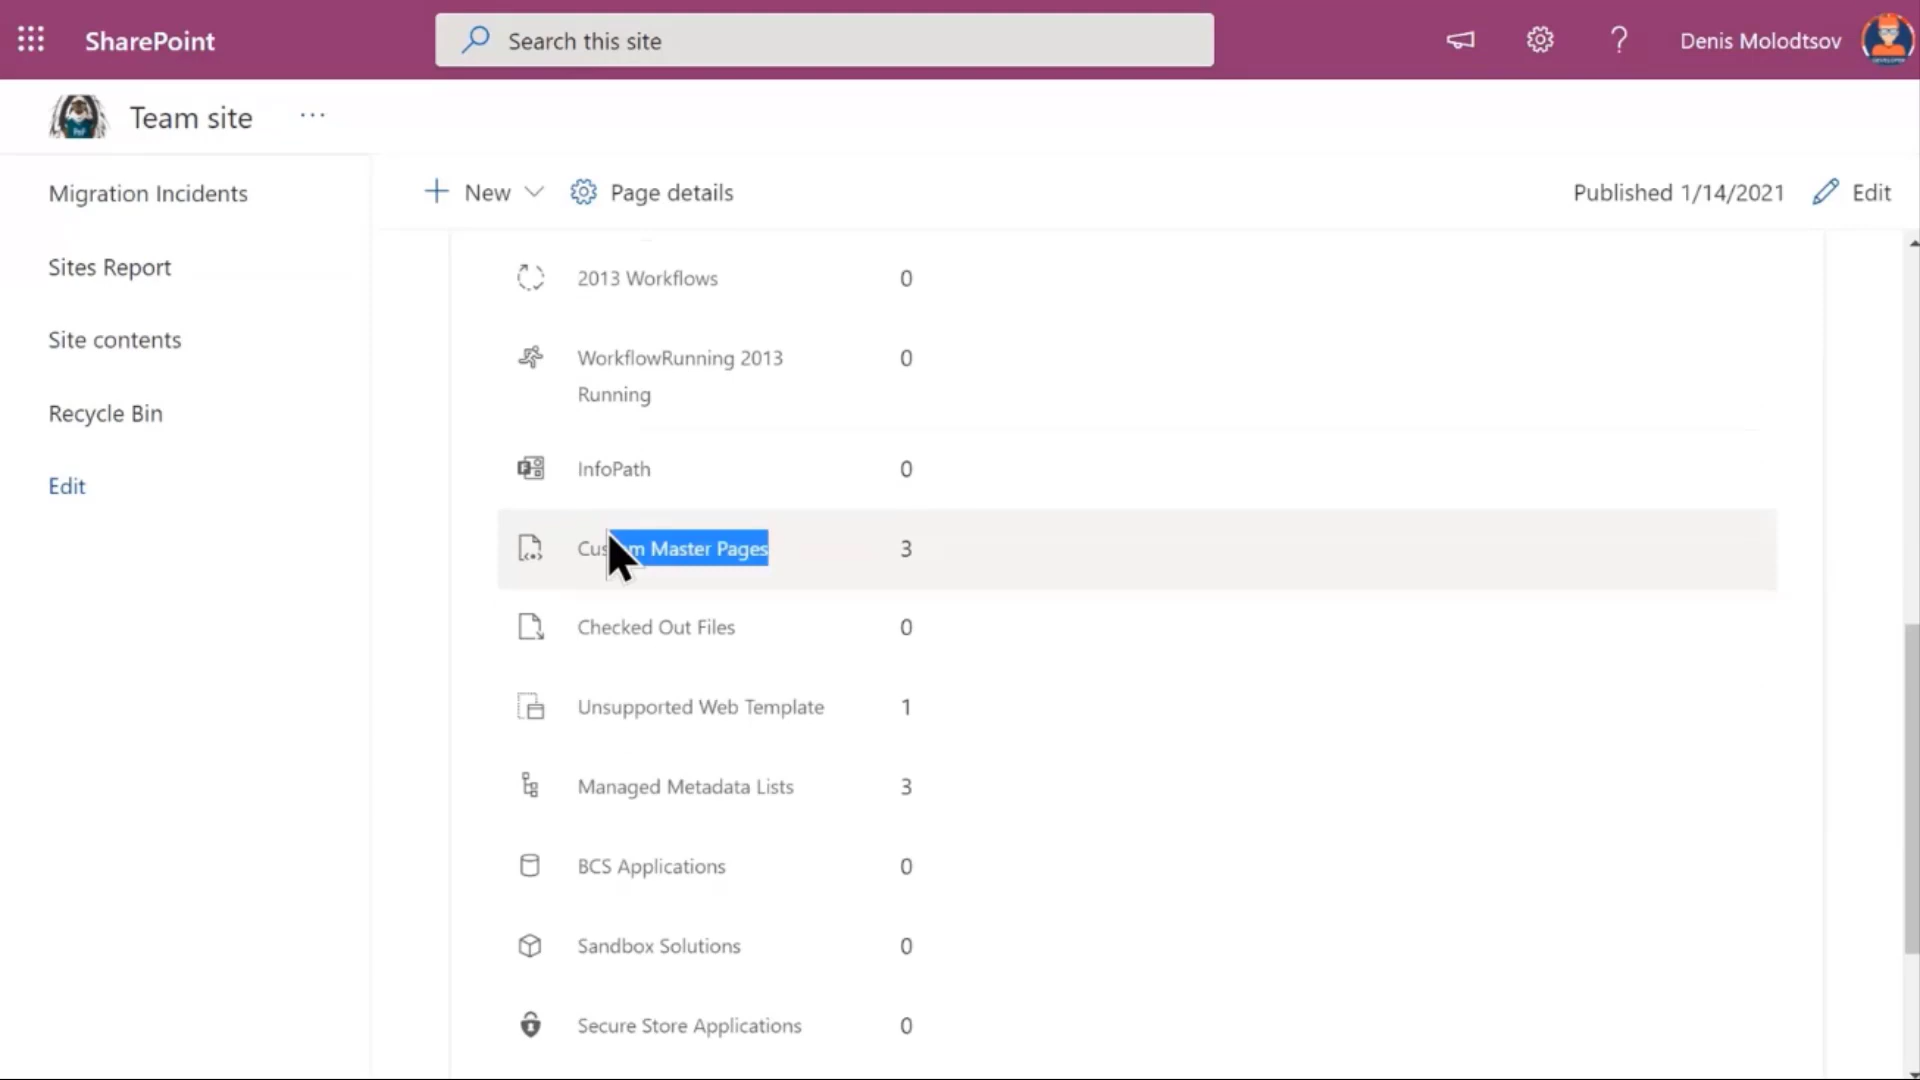 SharePoint
Search this site
Denis Molodtsov
Team site
...
Migration Incidents
Sites Report
Site contents
Recycle Bin
Edit
New
Page details
Published 1/14/2021
Edit
2013 Workflows 0
WorkflowRunning 2013 0
Running
InfoPath 0
Custom Master Pages 3
Checked Out Files 0
Unsupported Web Template 1
Managed Metadata Lists 3
BCS Applications 0
Sandbox Solutions 0
Secure Store Applications 0